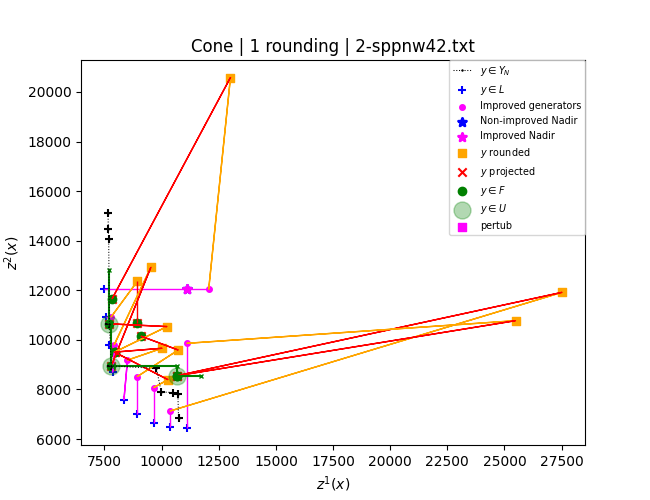 Cone | 1 rounding | 2-sppnw42.txt
20000
18000
16000
14000
12000
10000
8000
6000
z²(x)
y ∈ Y_N
y ∈ L
Improved generators
Non-improved Nadir
Improved Nadir
y rounded
y projected
y ∈ F
y ∈ U
pertub
7500 10000 12500 15000 17500 20000 22500 25000 27500
z¹(x)